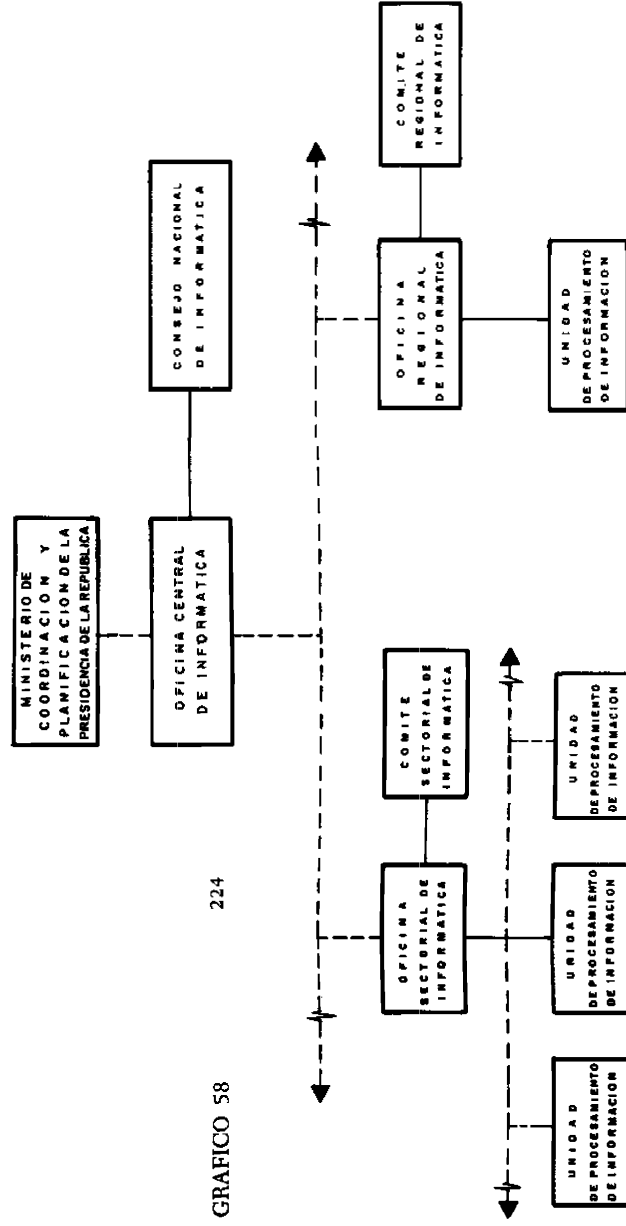 GRAFICO 58
224
MINISTERIO DE
COORDINACION Y
PLANIFICACION DE LA
PRESIDENCIA DE LA REPUBLICA
OFICINA CENTRAL
DE INFORMATICA
CONSEJO NACIONAL
DE INFORMATICA
OFICINA
SECTORIAL DE
INFORMATICA
COMITE
SECTORIAL DE
INFORMATICA
OFICINA
REGIONAL
DE INFORMATICA
COMITE
REGIONAL DE
INFORMATICA
UNIDAD
DE PROCESAMIENTO
DE INFORMACION
UNIDAD
DE PROCESAMIENTO
DE INFORMACION
UNIDAD
DE PROCESAMIENTO
DE INFORMACION
UNIDAD
DE PROCESAMIENTO
DE INFORMACION